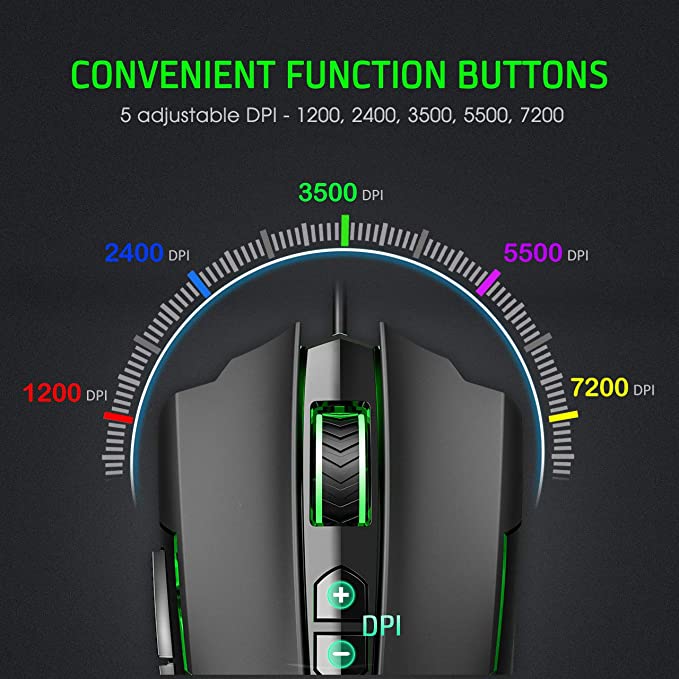 CONVENIENT FUNCTION BUTTONS
5 adjustable DPI - 1200, 2400, 3500, 5500, 7200
3500 DPI
2400 DPI
5500 DPI
1200 DPI
7200 DPI
+
DPI
−